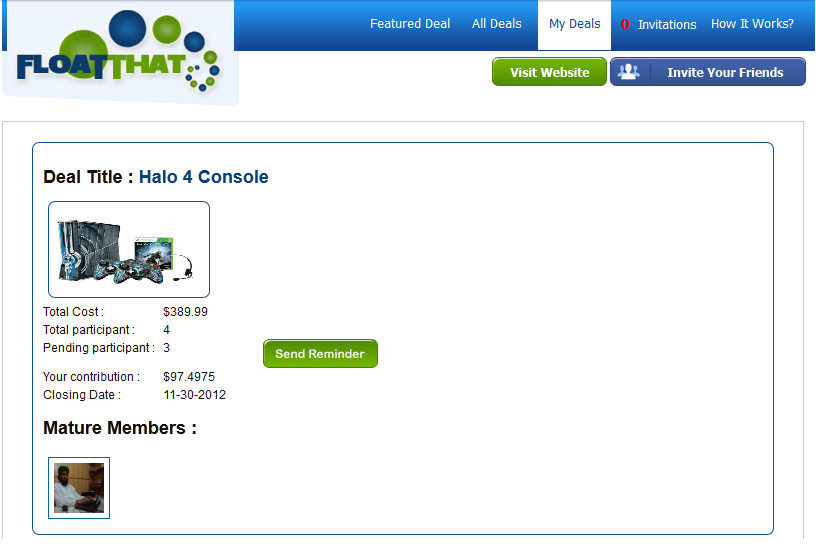 FLOATTHAT
Featured Deal All Deals My Deals 0 Invitations How It Works?
Visit Website Invite Your Friends
Deal Title : Halo 4 Console
Total Cost : $389.99
Total participant : 4
Pending participant : 3
Send Reminder
Your contribution : $97.4975
Closing Date : 11-30-2012
Mature Members :